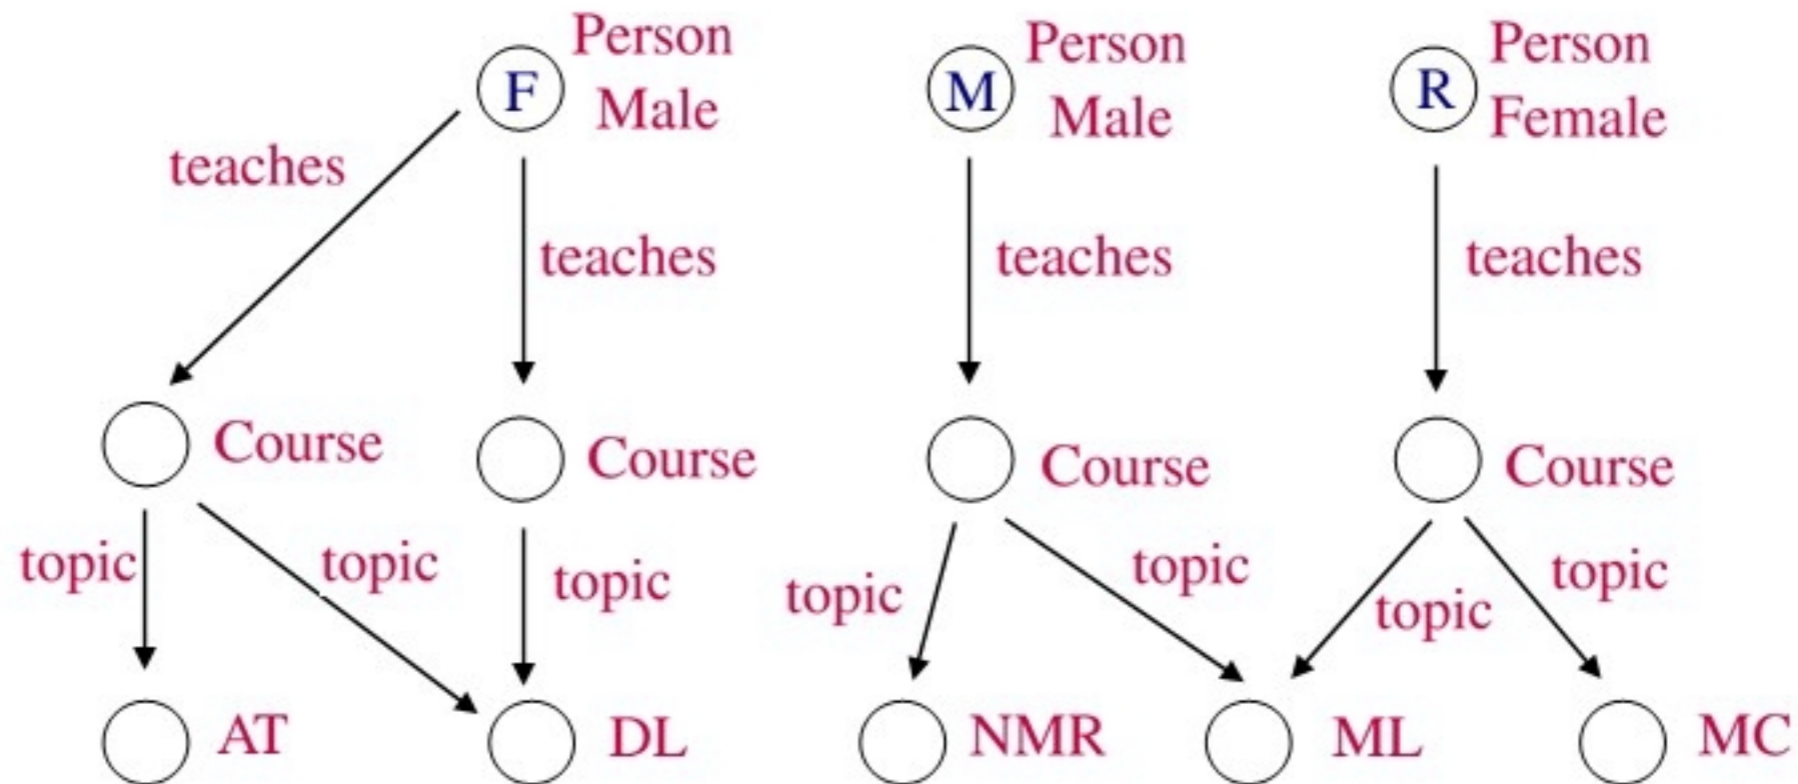 F Person Male
M Person Male
R Person Female
teaches
teaches
teaches
teaches
Course
Course
Course
Course
topic
topic
topic
topic
topic
topic
topic
AT
DL
NMR
ML
MC